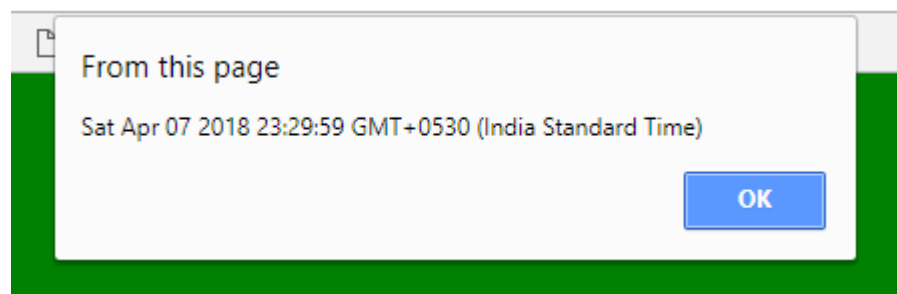 From this page
Sat Apr 07 2018 23:29:59 GMT+0530 (India Standard Time)
OK